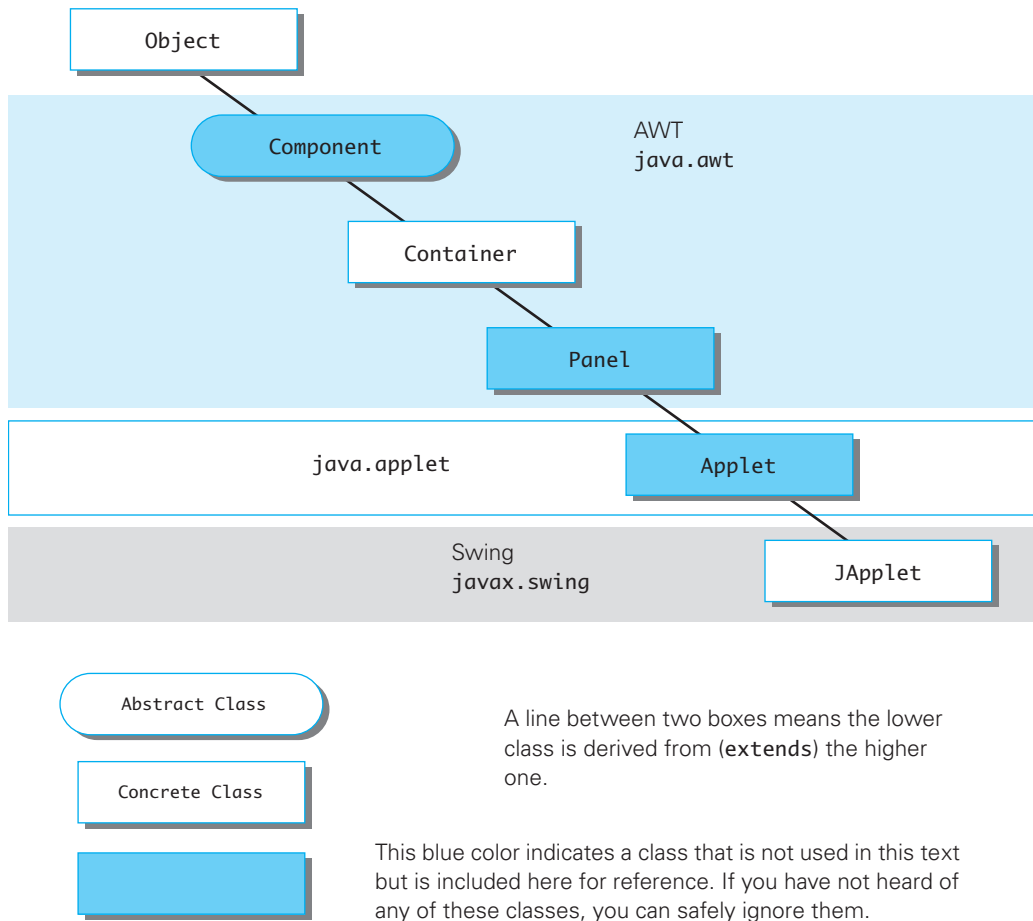 Object
AWT
java.awt
Component
Container
Panel
java.applet
Applet
Swing
javax.swing
JApplet
Abstract Class
Concrete Class
A line between two boxes means the lower
class is derived from (extends) the higher
one.
This blue color indicates a class that is not used in this text
but is included here for reference. If you have not heard of
any of these classes, you can safely ignore them.